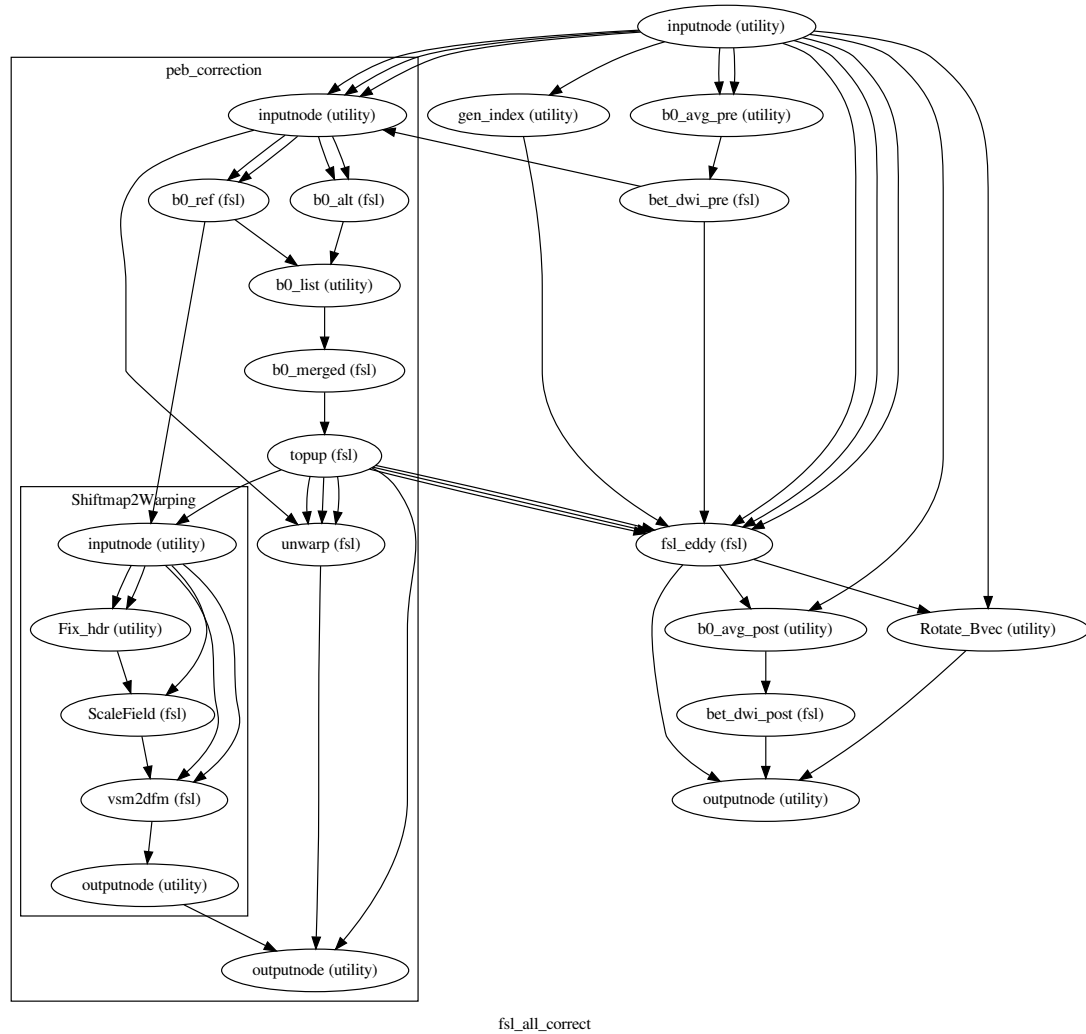 inputnode (utility)
peb_correction
inputnode (utility)
gen_index (utility)
b0_avg_pre (utility)
b0_ref (fsl)
b0_alt (fsl)
bet_dwi_pre (fsl)
b0_list (utility)
b0_merged (fsl)
topup (fsl)
Shiftmap2Warping
inputnode (utility)
unwarp (fsl)
fsl_eddy (fsl)
Fix_hdr (utility)
b0_avg_post (utility)
Rotate_Bvec (utility)
ScaleField (fsl)
bet_dwi_post (fsl)
vsm2dfm (fsl)
outputnode (utility)
outputnode (utility)
outputnode (utility)
fsl_all_correct